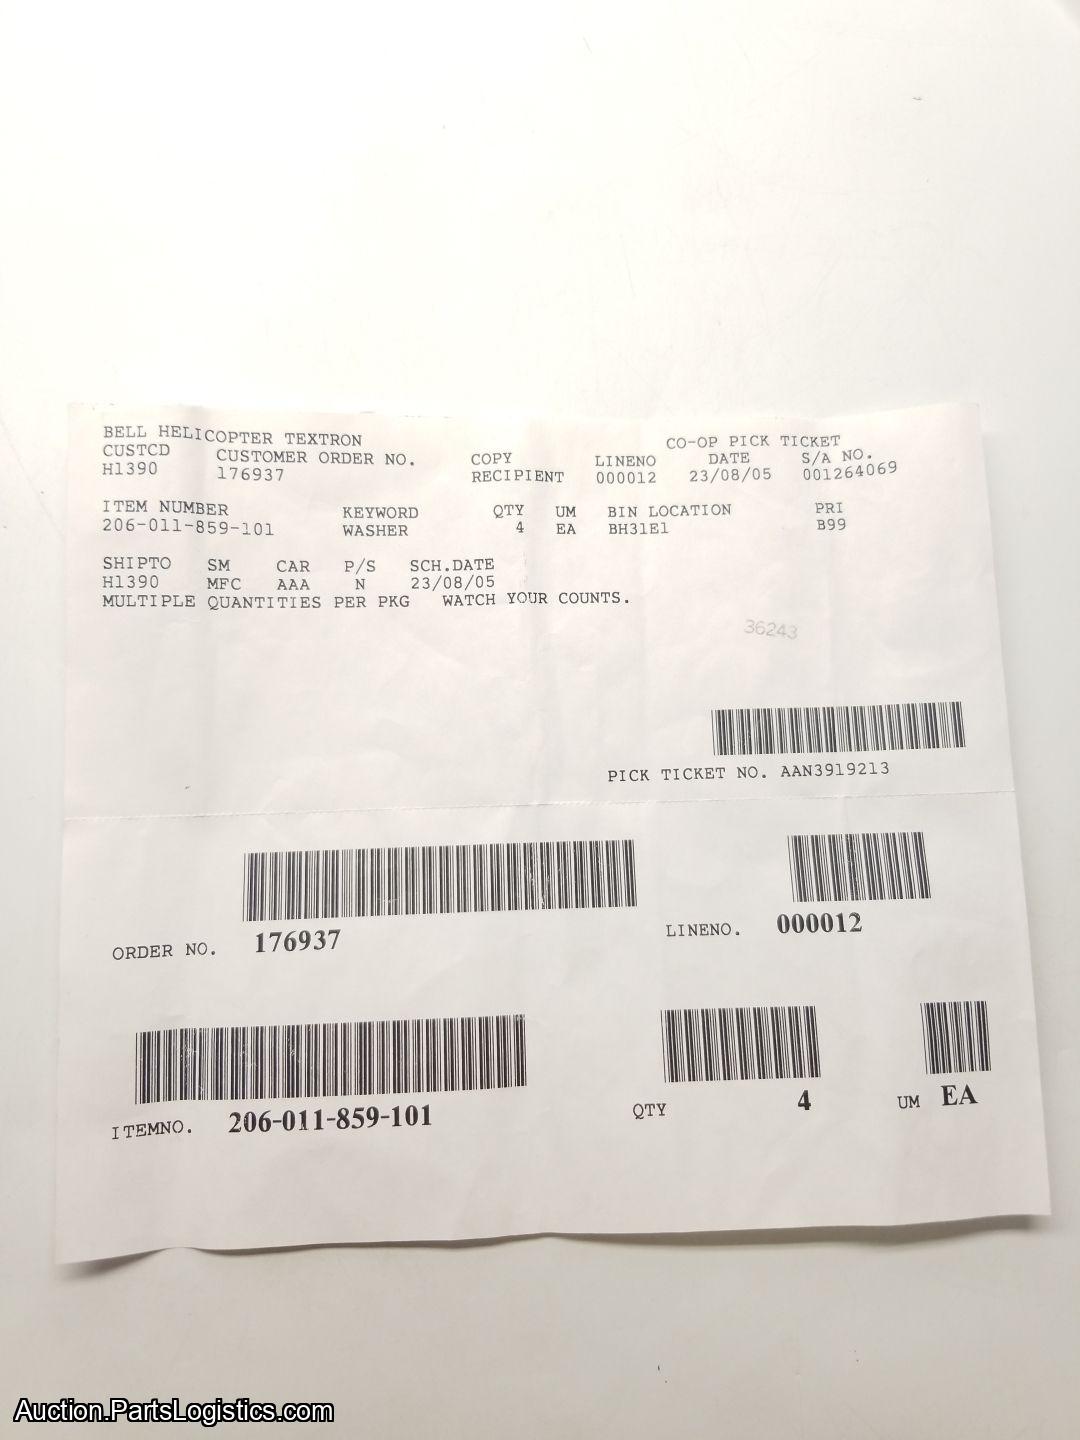 BELL HELICOPTER TEXTRON CO-OP PICK TICKET
CUSTCD CUSTOMER ORDER NO. COPY LINENO DATE S/A NO.
H1390 176937 RECIPIENT 000012 23/08/05 001264069
ITEM NUMBER KEYWORD QTY UM BIN LOCATION PRI
206-011-859-101 WASHER 4 EA BH31E1 B99
SHIPTO SM CAR P/S SCH.DATE
H1390 MFC AAA N 23/08/05
MULTIPLE QUANTITIES PER PKG WATCH YOUR COUNTS.
36243
PICK TICKET NO. AAN3919213
ORDER NO. 176937 LINENO. 000012
ITEMNO. 206-011-859-101 QTY 4 UM EA
Auction.PartsLogistics.com